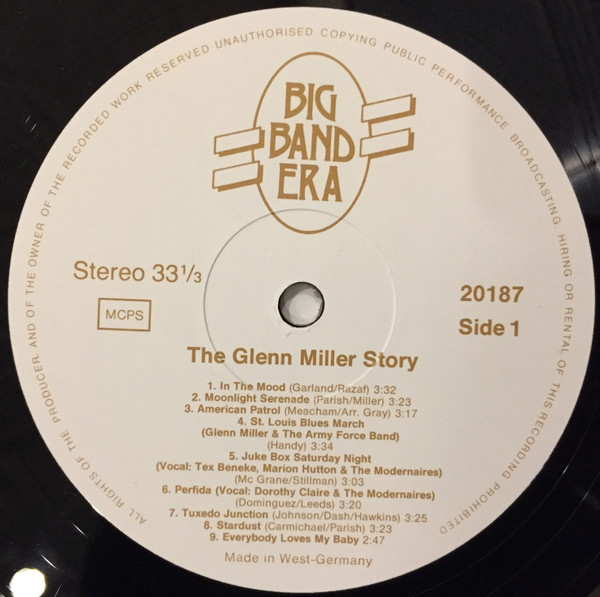 ALL RIGHTS OF THE PRODUCER, AND OF THE OWNER OF THE RECORDED WORK RESERVED UNAUTHORISED COPYING PUBLIC PERFORMANCE BROADCASTING, HIRING OR RENTAL OF THIS RECORDING PROHIBITED
BIG
BAND
ERA
Stereo 33 1/3
MCPS
20187
Side 1
The Glenn Miller Story
1. In The Mood (Garland/Razaf) 3:32
2. Moonlight Serenade (Parish/Miller) 3:23
3. American Patrol (Meacham/Arr. Gray) 3:17
4. St. Louis Blues March
(Glenn Miller & The Army Force Band)
(Handy) 3:34
5. Juke Box Saturday Night
(Vocal: Tex Beneke, Marion Hutton & The Modernaires)
(Mc Grane/Stillman) 3:03
6. Perfida (Vocal: Dorothy Claire & The Modernaires)
(Dominguez/Leeds) 3:20
7. Tuxedo Junction (Johnson/Dash/Hawkins) 3:25
8. Stardust (Carmichael/Parish) 3:23
9. Everybody Loves My Baby 2:47
Made in West-Germany